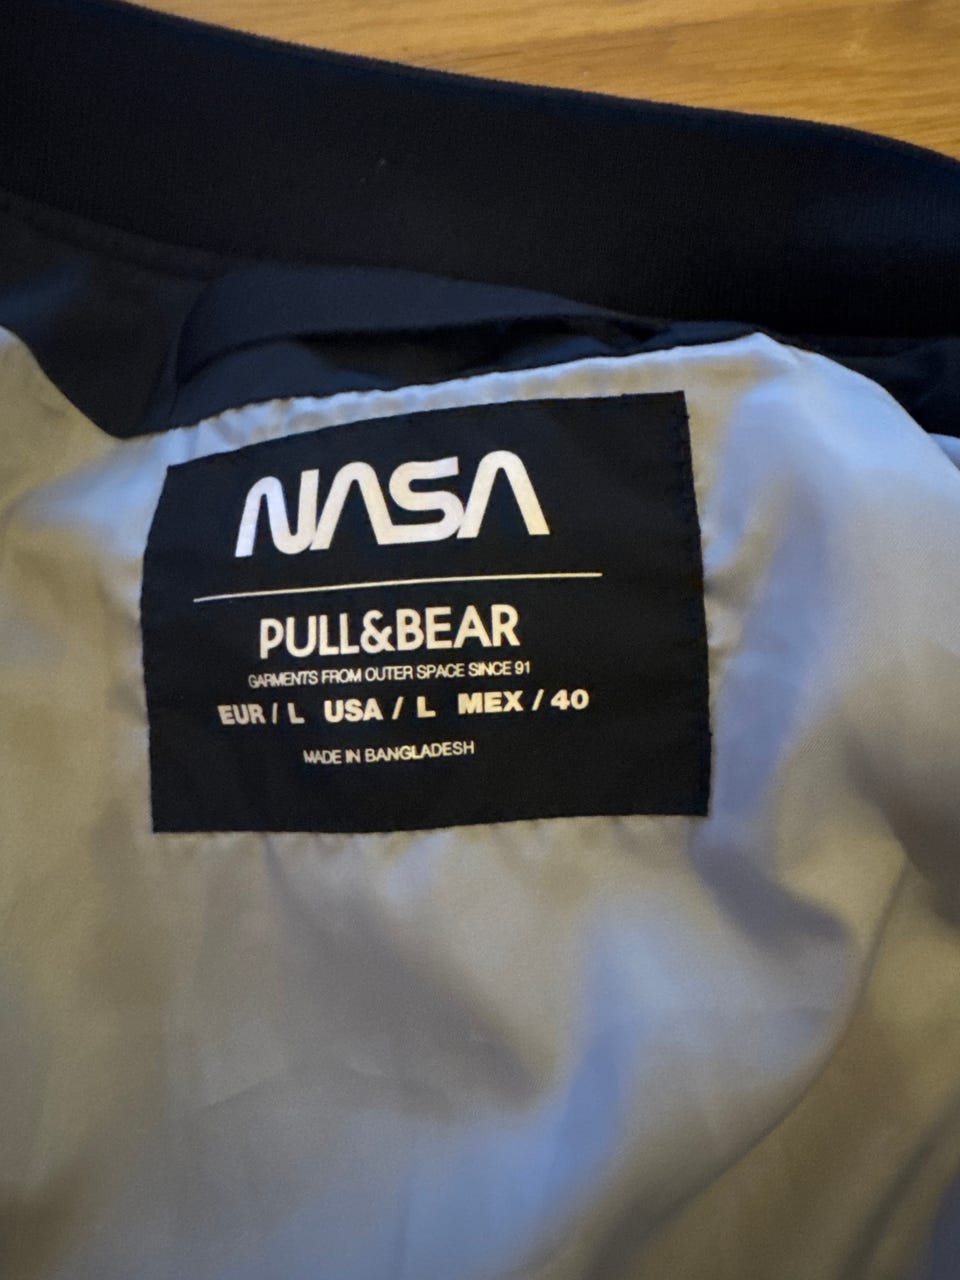 NASA
PULL&BEAR
GARMENTS FROM OUTER SPACE SINCE 91
EUR / L USA / L MEX / 40
MADE IN BANGLADESH